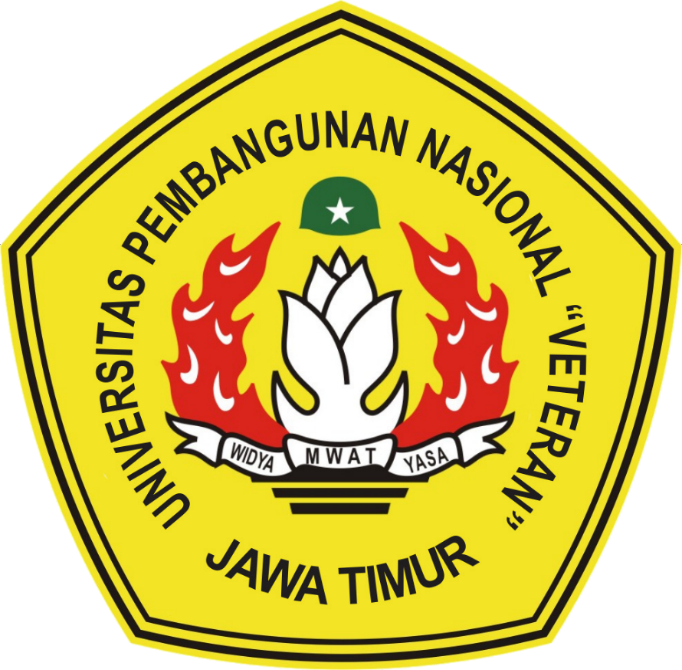 UNIVERSITAS PEMBANGUNAN NASIONAL “VETERAN”
WIDYA MWAT YASA
JAWA TIMUR